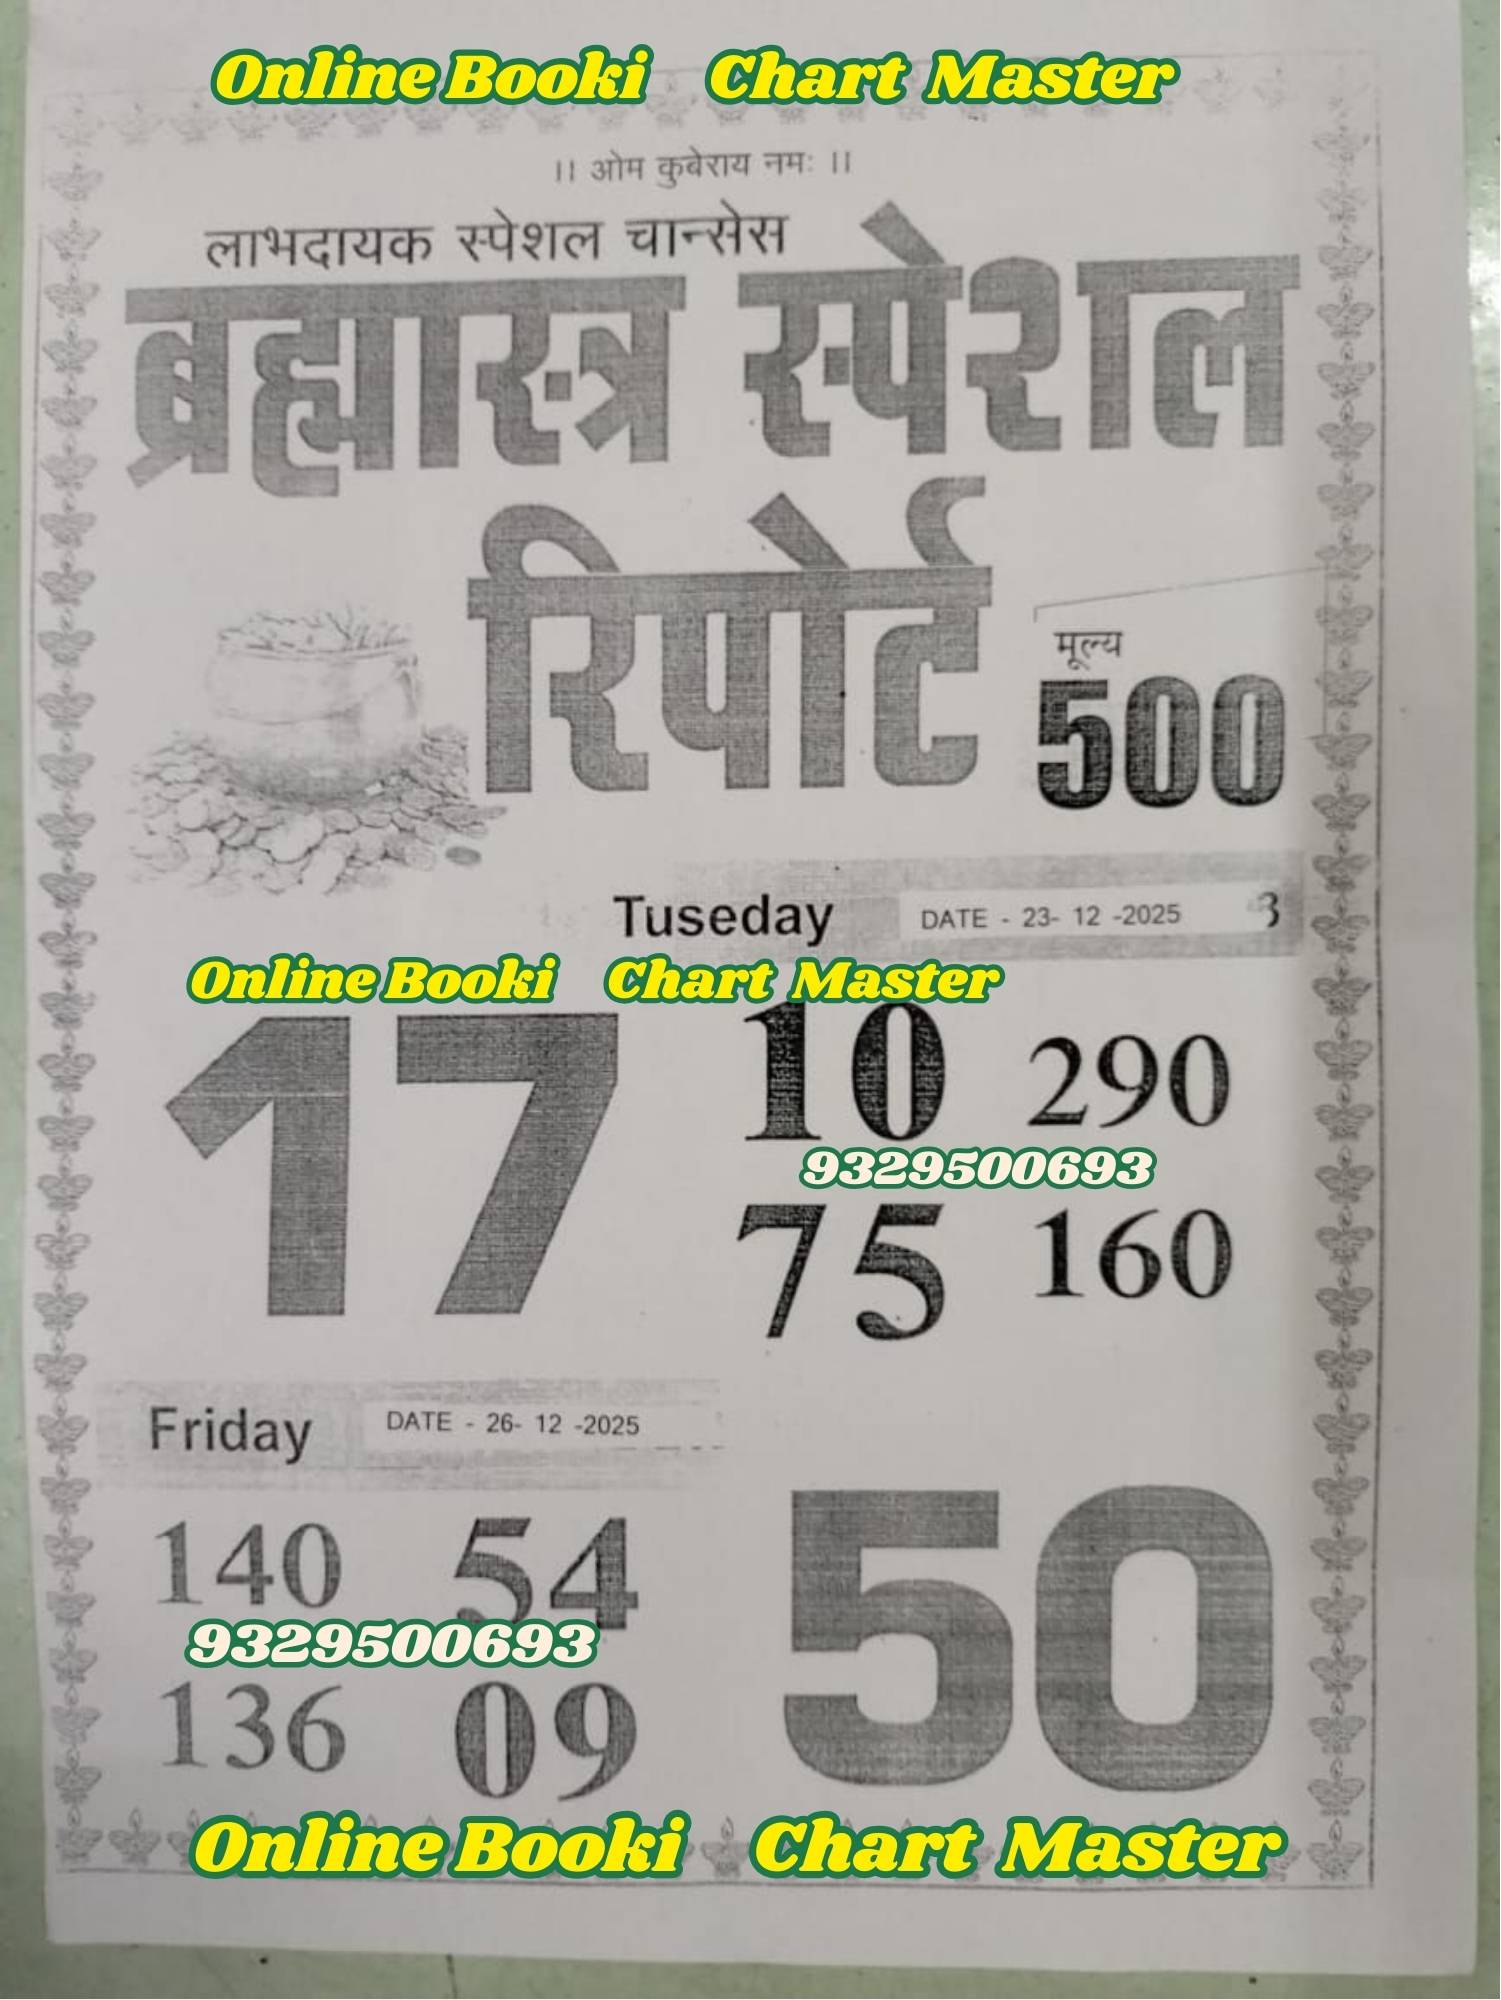 Online Booki Chart Master
।। ओम कुबेराय नमः ।।
लाभदायक स्पेशल चान्सेस
ब्रह्मास्त्र स्पेशल
रिपोर्ट
मूल्य
500
Tuseday DATE - 23- 12 -2025 3
Online Booki Chart Master
17 10 290
9329500693
75 160
Friday DATE - 26- 12 -2025
140 54 50
9329500693
136 09
Online Booki Chart Master